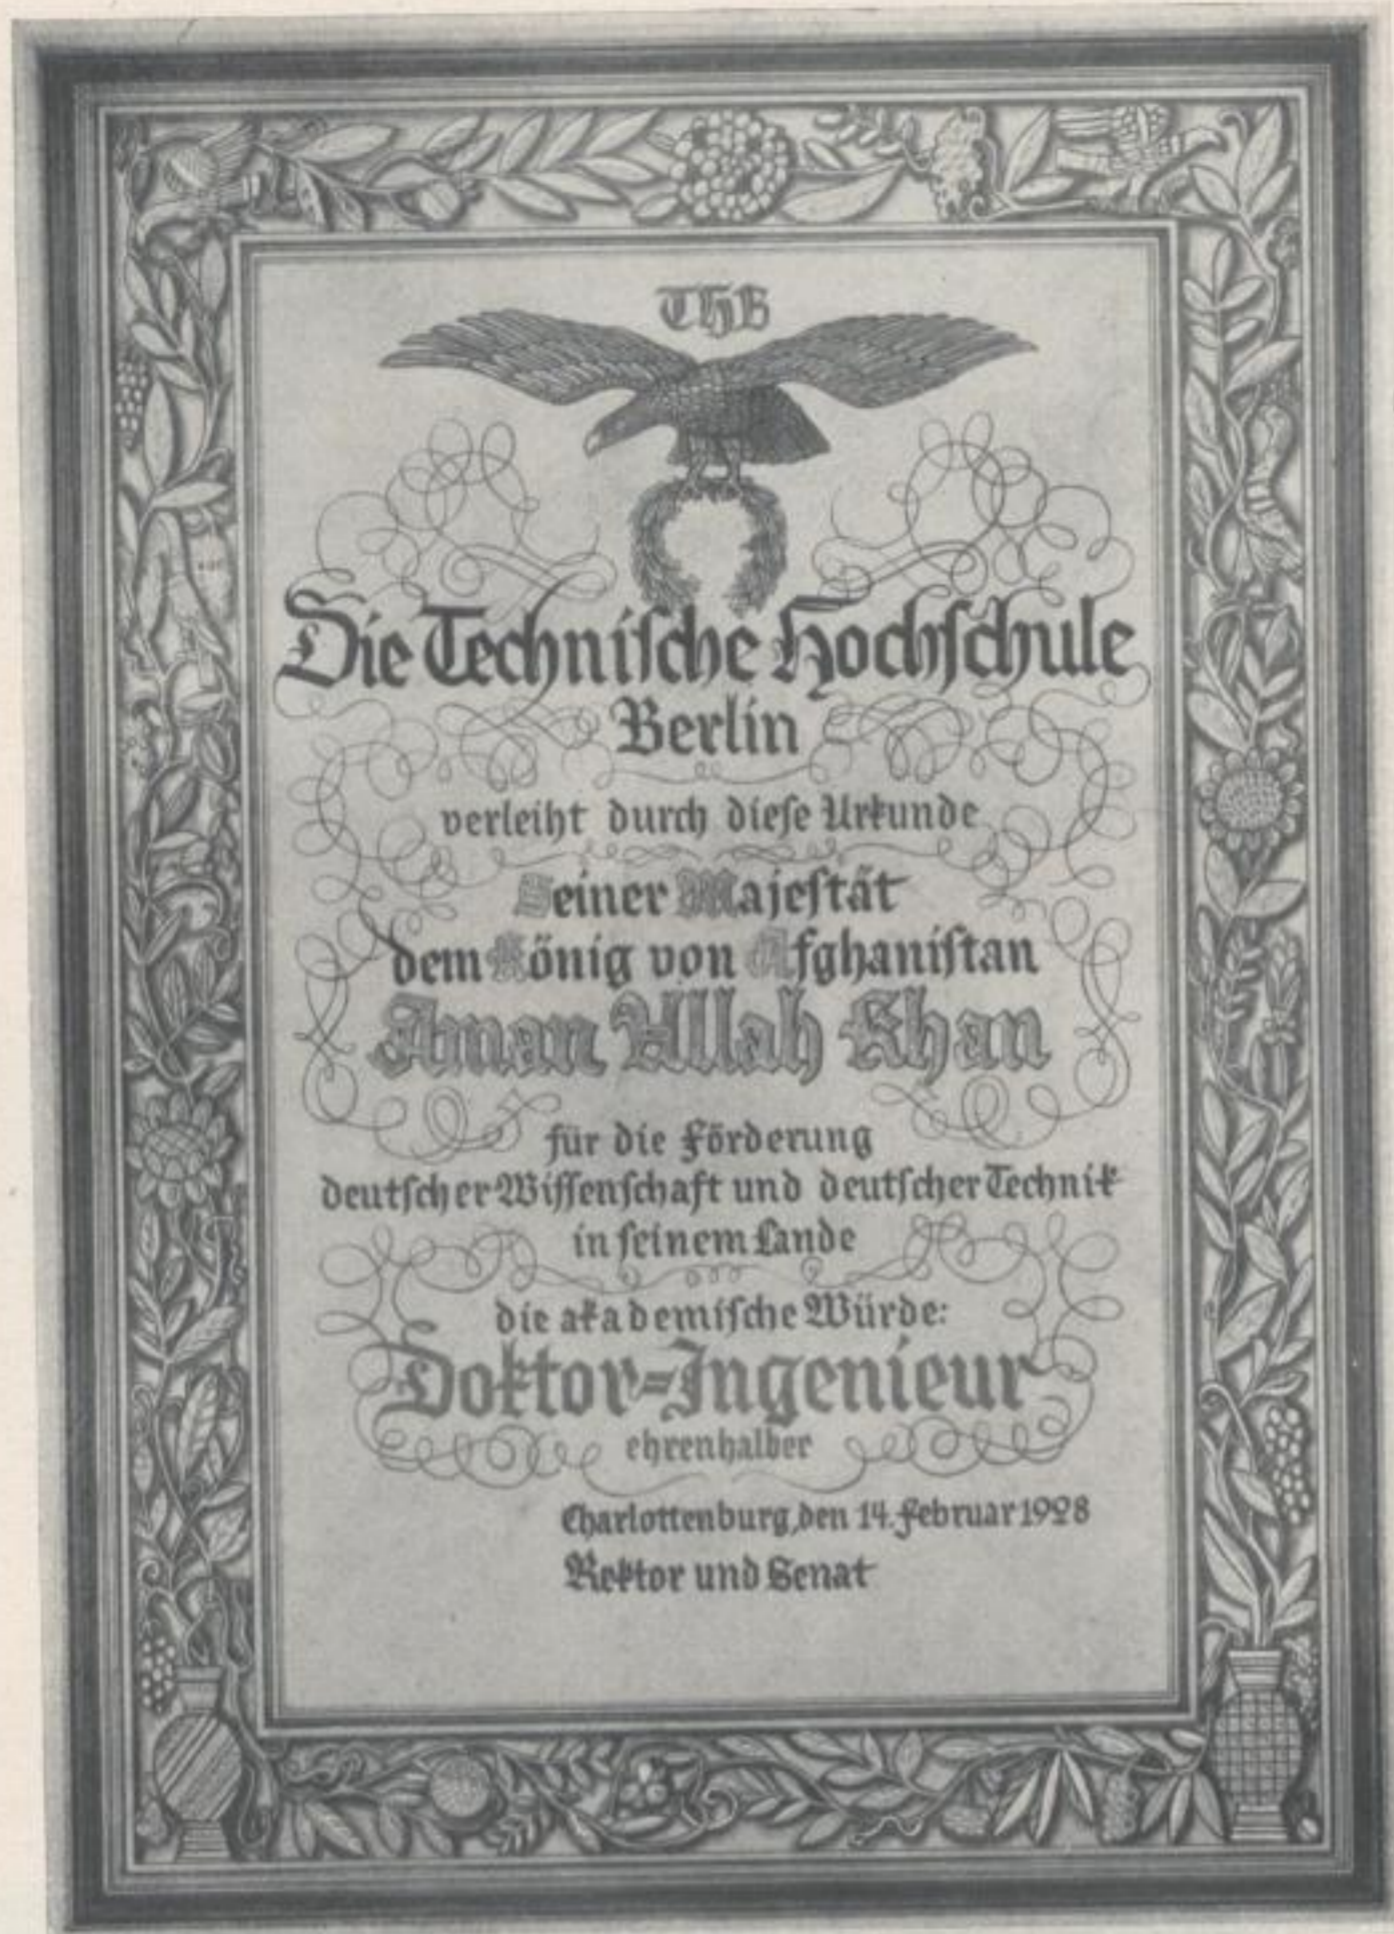 THB
Die Technische Hochschule
Berlin
verleiht durch diese Urkunde
Seiner Majestät
dem König von Afghanistan
Aman Ullah Khan
für die Förderung
deutscher Wissenschaft und deutscher Technik
in seinem Lande
die akademische Würde:
Doktor=Ingenieur
ehrenhalber
Charlottenburg, den 14. Februar 1928
Rektor und Senat